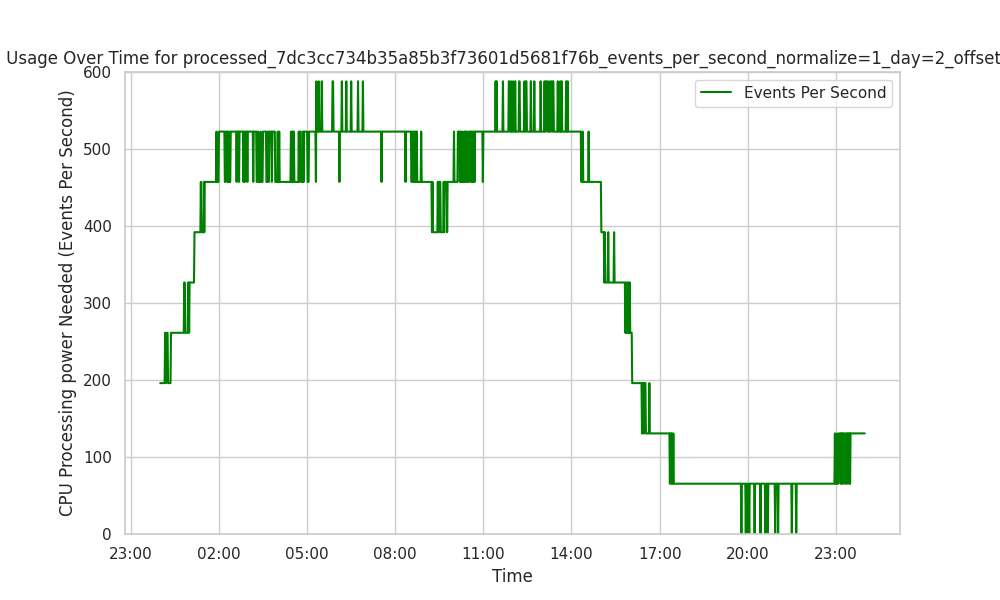 Usage Over Time for processed_7dc3cc734b35a85b3f73601d5681f76b_events_per_second_normalize=1_day=2_offset
Events Per Second
CPU Processing power Needed (Events Per Second)
600
500
400
300
200
100
0
23:00 02:00 05:00 08:00 11:00 14:00 17:00 20:00 23:00
Time